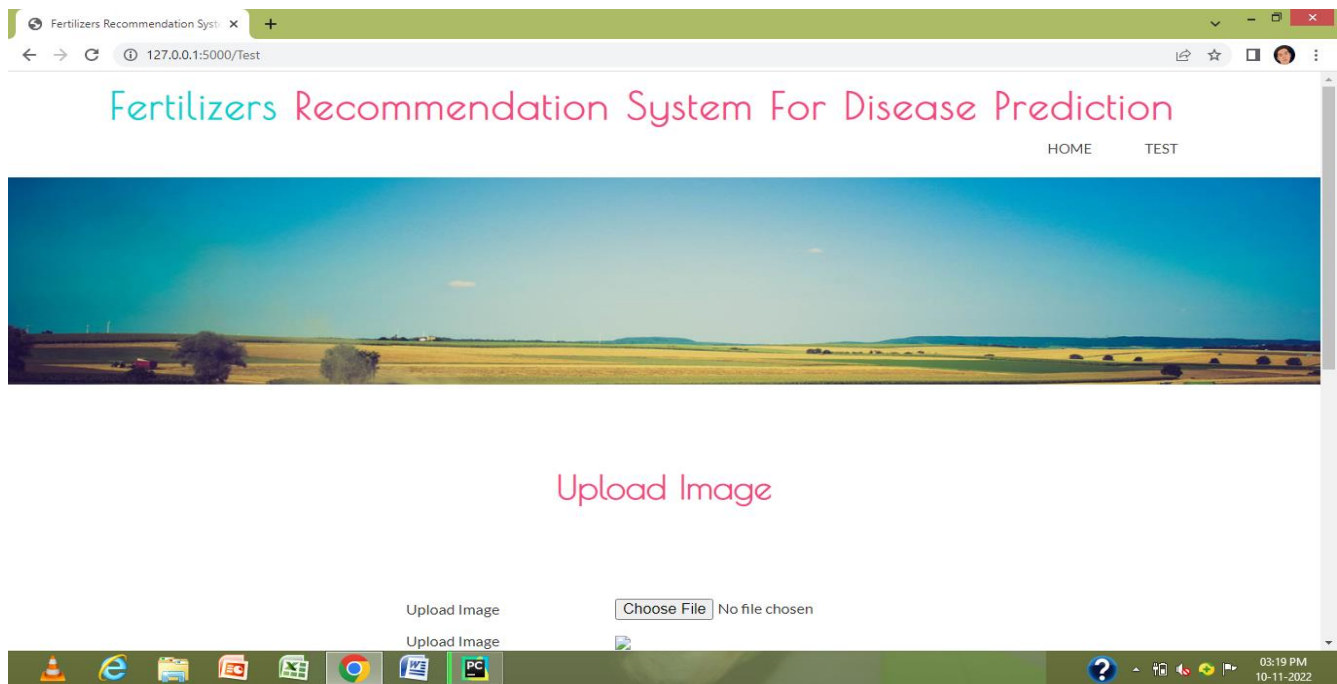 Fertilizers Recommendation Syst
127.0.0.1:5000/Test
Fertilizers Recommendation System For Disease Prediction
HOME TEST
Upload Image
Upload Image Choose File No file chosen
Upload Image
PC
03:19 PM
10-11-2022